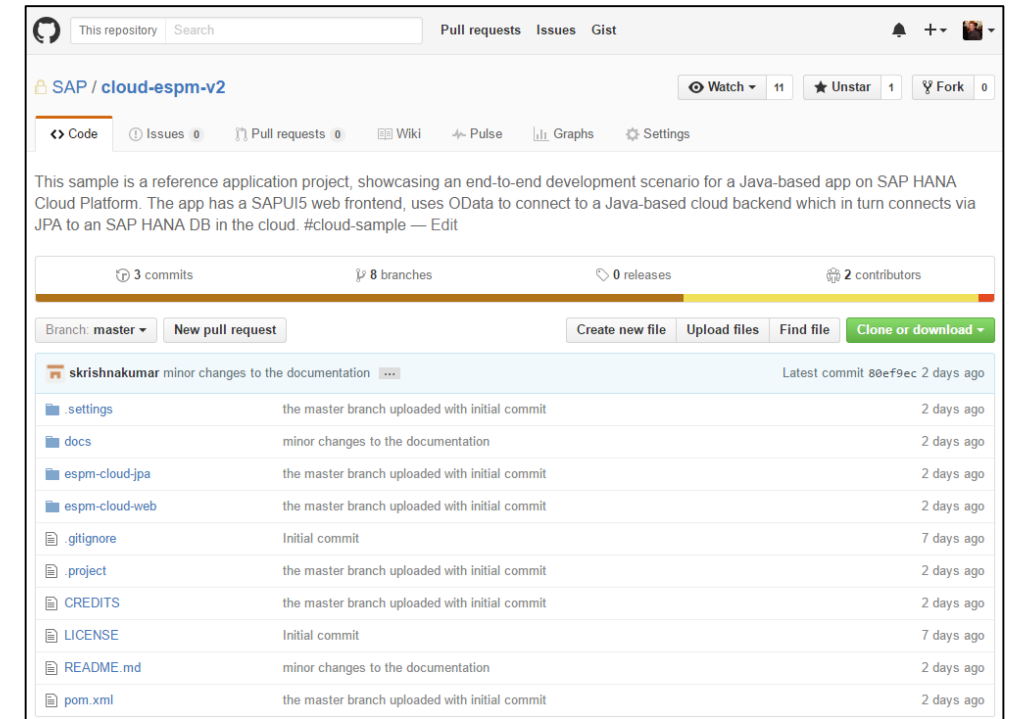 This repository Search Pull requests Issues Gist
SAP / cloud-espm-v2 Watch 11 Unstar 1 Fork 0
Code Issues 0 Pull requests 0 Wiki Pulse Graphs Settings
This sample is a reference application project, showcasing an end-to-end development scenario for a Java-based app on SAP HANA
Cloud Platform. The app has a SAPUI5 web frontend, uses OData to connect to a Java-based cloud backend which in turn connects via
JPA to an SAP HANA DB in the cloud. #cloud-sample — Edit
3 commits 8 branches 0 releases 2 contributors
Branch: master New pull request Create new file Upload files Find file Clone or download
skrishnakumar minor changes to the documentation ... Latest commit 80ef9ec 2 days ago
.settings the master branch uploaded with initial commit 2 days ago
docs minor changes to the documentation 2 days ago
espm-cloud-jpa the master branch uploaded with initial commit 2 days ago
espm-cloud-web the master branch uploaded with initial commit 2 days ago
.gitignore Initial commit 7 days ago
.project the master branch uploaded with initial commit 2 days ago
CREDITS the master branch uploaded with initial commit 2 days ago
LICENSE Initial commit 7 days ago
README.md minor changes to the documentation 2 days ago
pom.xml the master branch uploaded with initial commit 2 days ago